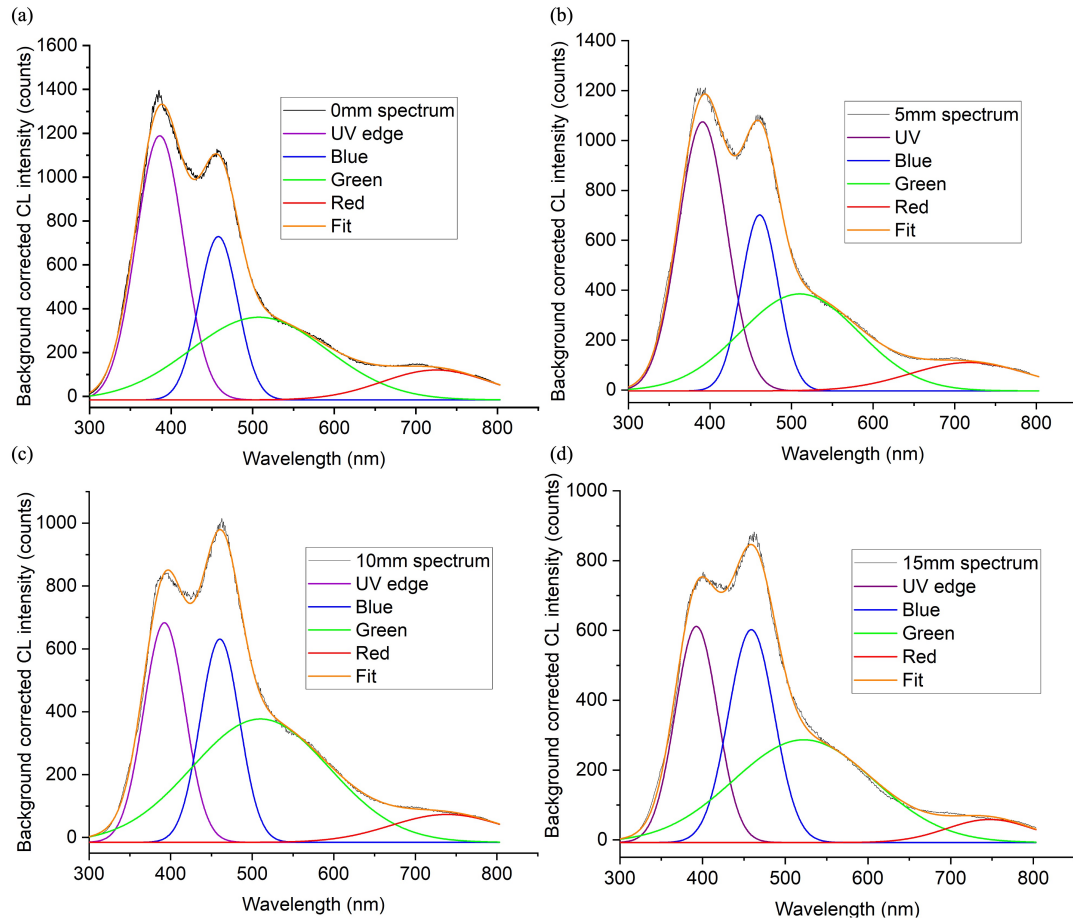 (a)
Background corrected CL intensity (counts)
1600
1400
1200
1000
800
600
400
200
0
0mm spectrum
UV edge
Blue
Green
Red
Fit
300 400 500 600 700 800
Wavelength (nm)
(b)
Background corrected CL intensity (counts)
1400
1200
1000
800
600
400
200
0
5mm spectrum
UV
Blue
Green
Red
Fit
300 400 500 600 700 800
Wavelength (nm)
(c)
Background corrected CL intensity (counts)
1000
800
600
400
200
0
10mm spectrum
UV edge
Blue
Green
Red
Fit
300 400 500 600 700 800
Wavelength (nm)
(d)
Background corrected CL intensity (counts)
1000
800
600
400
200
0
15mm spectrum
UV edge
Blue
Green
Red
Fit
300 400 500 600 700 800
Wavelength (nm)